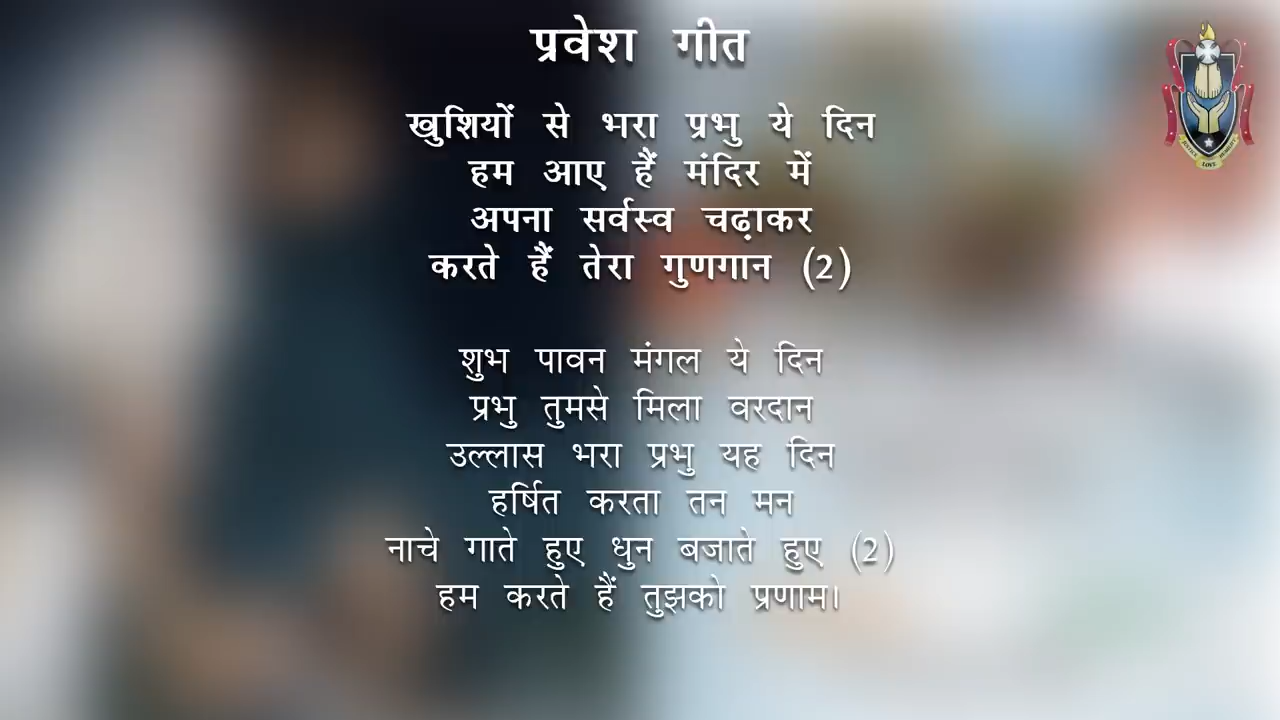 प्रवेश गीत
खुशियों से भरा प्रभु ये दिन
हम आए हैं मंदिर में
अपना सर्वस्व चढ़ाकर
करते हैं तेरा गुणगान (2)
शुभ पावन मंगल ये दिन
प्रभु तुमसे मिला वरदान
उल्लास भरा प्रभु यह दिन
हर्षित करता तन मन
नाचे गाते हुए धुन बजाते हुए (2)
हम करते हैं तुझको प्रणाम।
LOVE